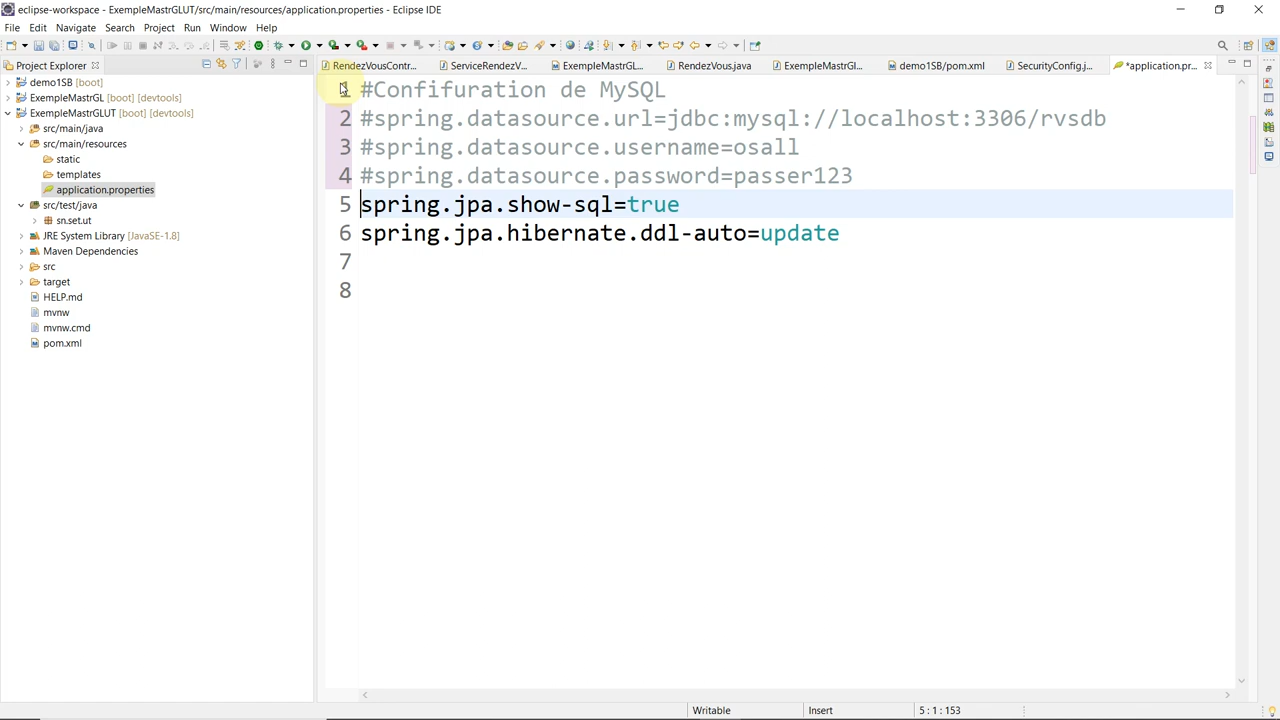 eclipse-workspace - ExempleMastrGLUT/src/main/resources/application.properties - Eclipse IDE
File Edit Navigate Search Project Run Window Help
Project Explorer
RendezVousContr... ServiceRendezV... ExempleMastrGL... RendezVous.java ExempleMastrGl... demo1SB/pom.xml SecurityConfig.j... *application.pr...
demo1SB [boot]
ExempleMastrGL [boot] [devtools]
ExempleMastrGLUT [boot] [devtools]
src/main/java
src/main/resources
static
templates
application.properties
src/test/java
sn.set.ut
JRE System Library [JavaSE-1.8]
Maven Dependencies
src
target
HELP.md
mvnw
mvnw.cmd
pom.xml
1 #Confifuration de MySQL
2 #spring.datasource.url=jdbc:mysql://localhost:3306/rvsdb
3 #spring.datasource.username=osall
4 #spring.datasource.password=passer123
5 spring.jpa.show-sql=true
6 spring.jpa.hibernate.ddl-auto=update
7
8
Writable Insert 5 : 1 : 153